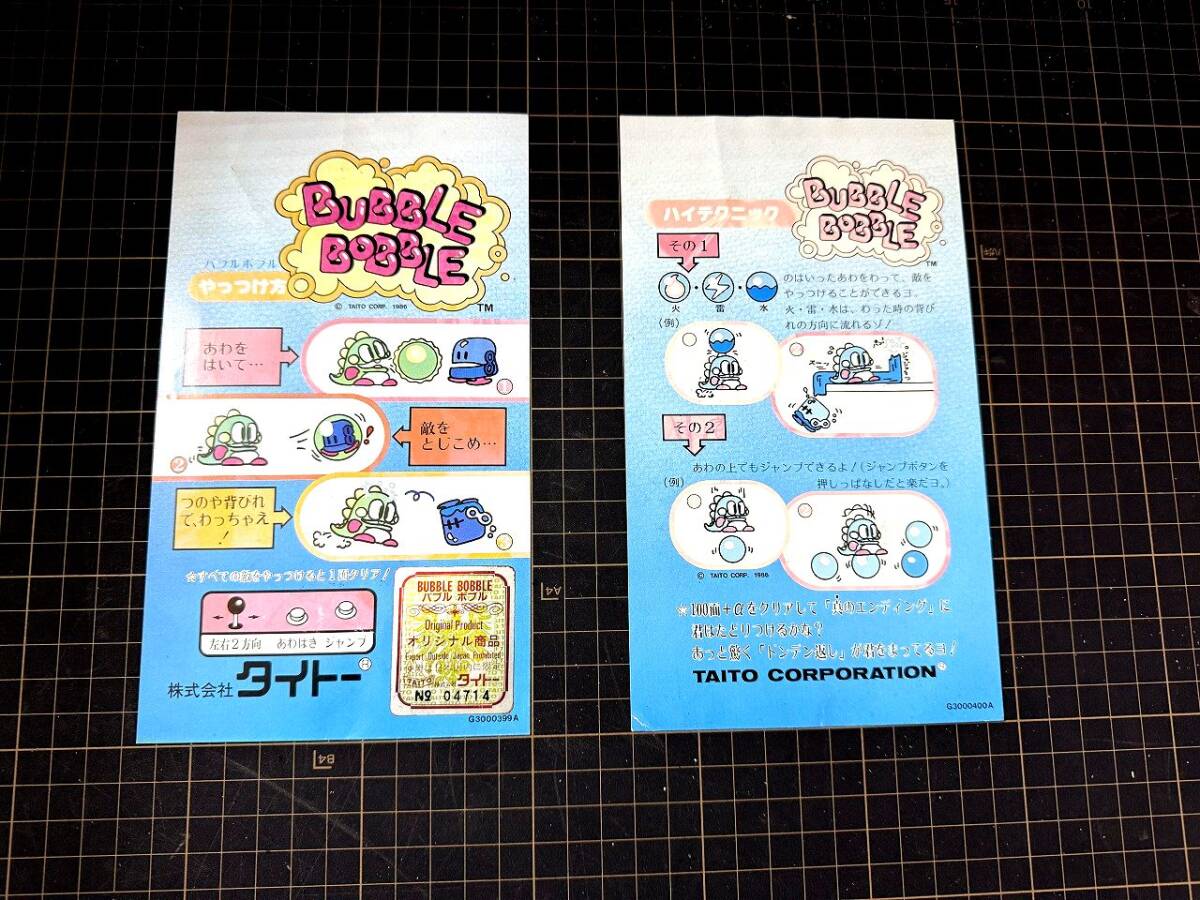 BUBBLE
BOBBLE
TM
バブルボブル
やっつけ方
© TAITO CORP. 1986
あわを
はいて…
1
敵を
とじこめ…
2
つのや背びれ
で、わっちゃえ
!
☆すべての敵をやっつけると1面クリア!
左右2方向 あわはき ジャンプ
株式会社 タイトー
BUBBLE BOBBLE
バブル ボブル
Original Product
オリジナル商品
Export Outside Japan Prohibited
タイトー
№ 04714
G3000399A
BUBBLE
BOBBLE
TM
ハイテクニック
その1
火・雷・水
のはいったあわをわって、敵を
やっつけることができるヨ。
火・雷・水は、わった時の背び
れの方向に流れるゾ!
(例)
その2
あわの上でもジャンプできるよ!(ジャンプボタンを
押しっぱなしだと楽だヨ。)
(例)
© TAITO CORP. 1986
☆100面+αをクリアして「真のエンディング」に
君はたどりつけるかな?
あっと驚く「ドンデン返し」が君をまってるヨ!
TAITO CORPORATION
G3000400A
A4
B4